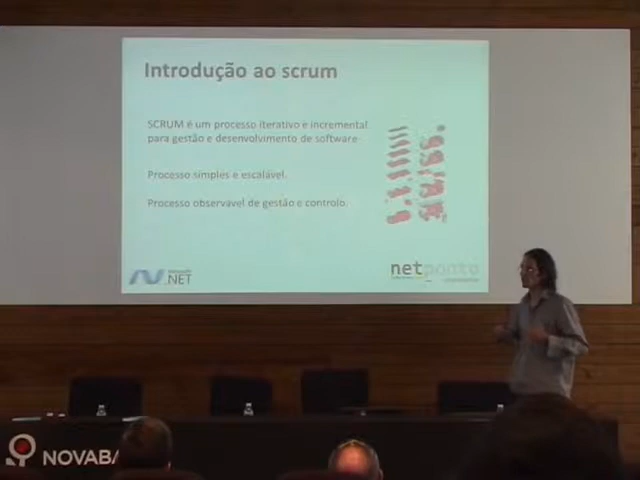 Introdução ao scrum
SCRUM é um processo iterativo e incremental
para gestão e desenvolvimento de software
Processo simples e escalável.
Processo observável de gestão e controlo.
.NET
netponto
NOVABA